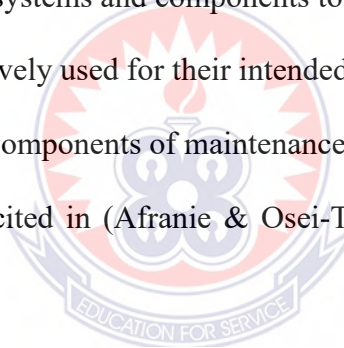 systems and components to
vely used for their intended
omponents of maintenance
cited in (Afranie & Osei-T
EDUCATION FOR SERVICE